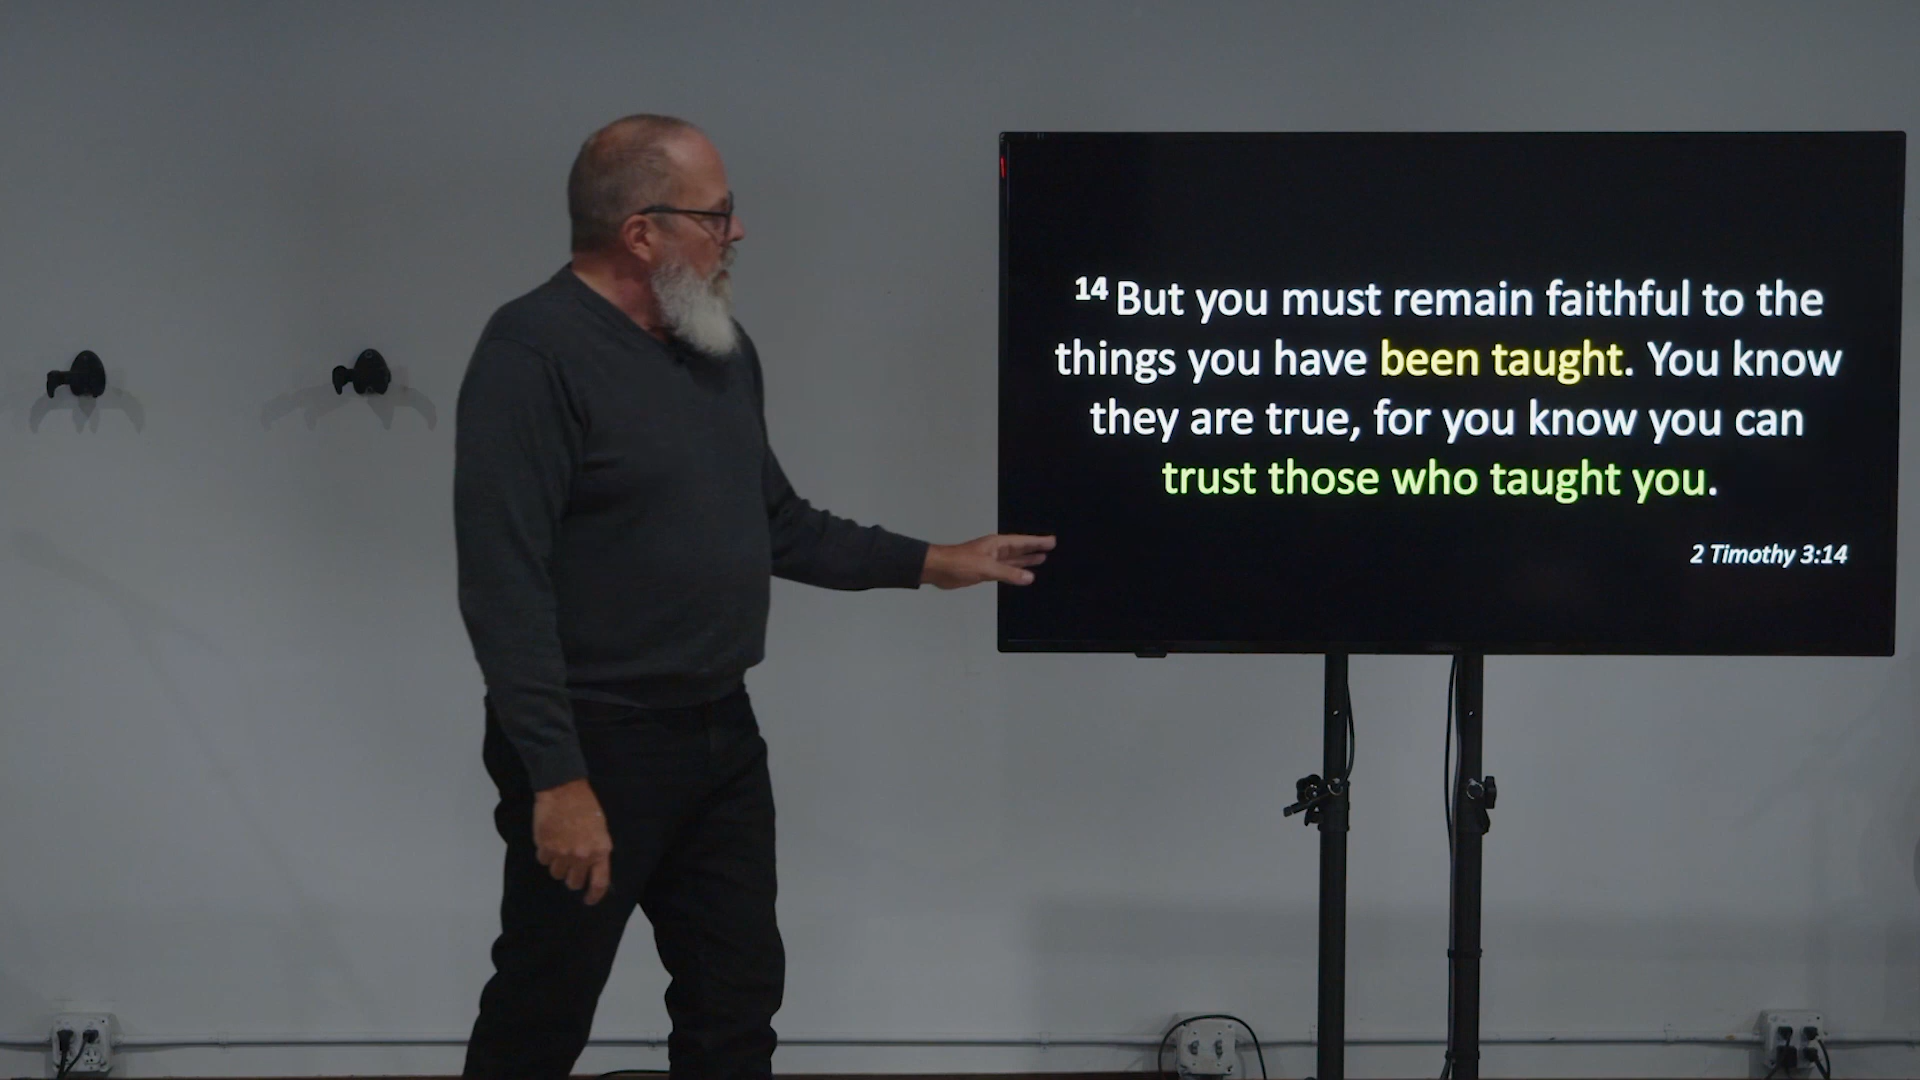 14 But you must remain faithful to the
things you have been taught. You know
they are true, for you know you can
trust those who taught you.
2 Timothy 3:14